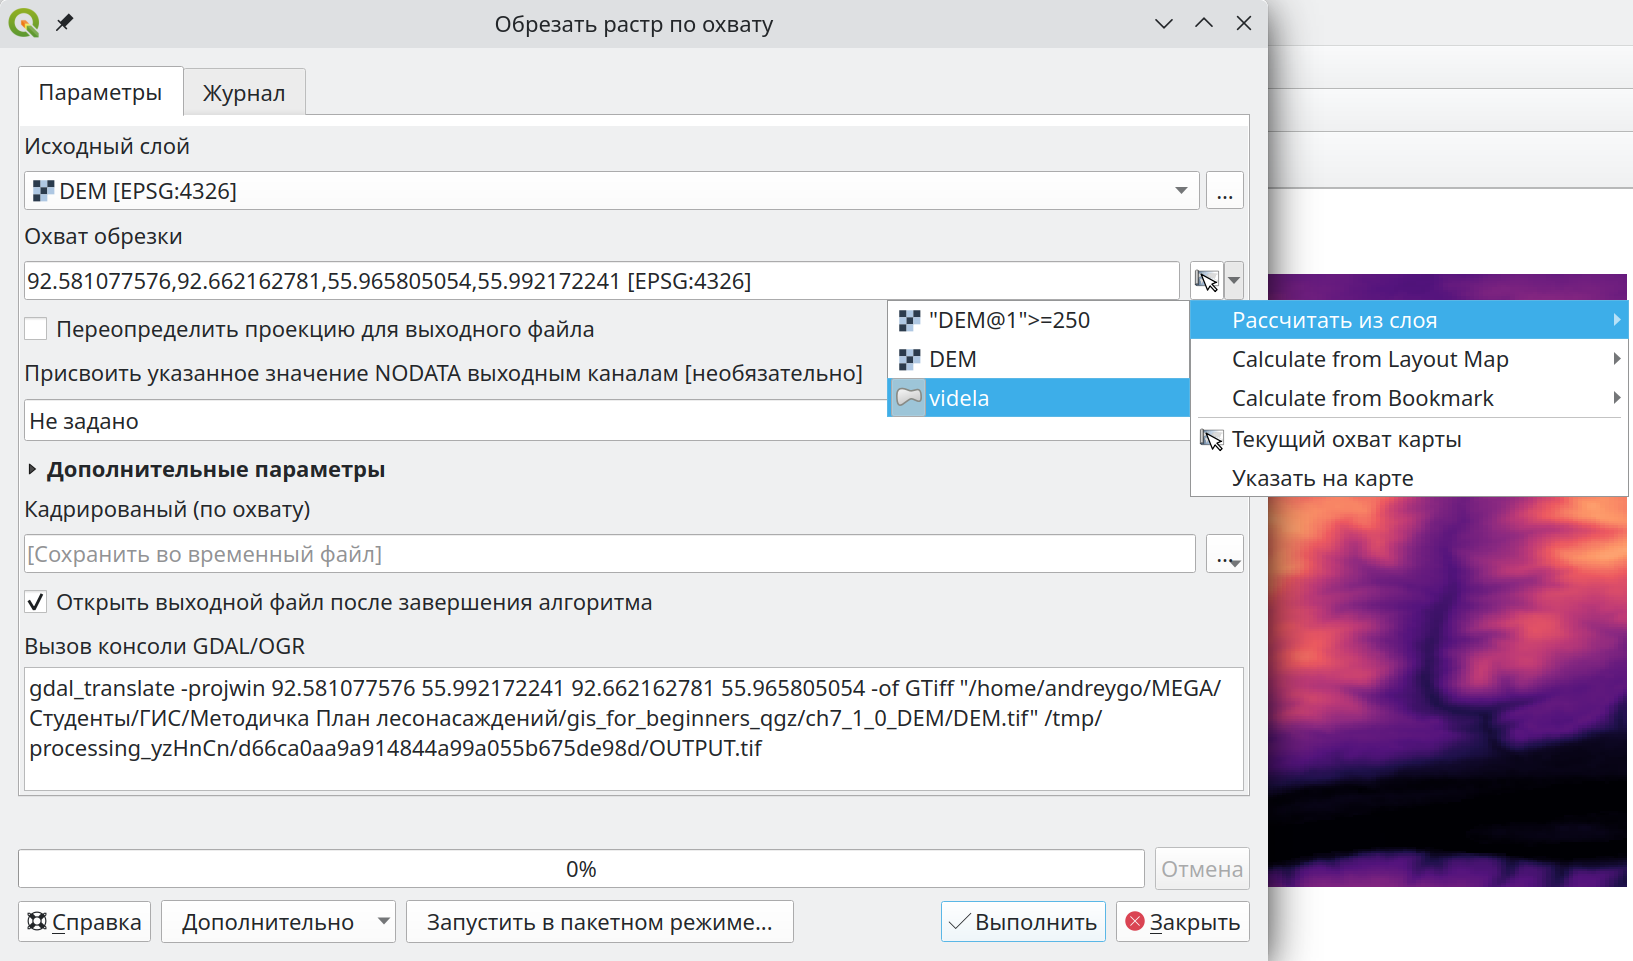 Обрезать растр по охвату
Параметры
Журнал
Исходный слой
DEM [EPSG:4326]
...
Охват обрезки
92.581077576,92.662162781,55.965805054,55.992172241 [EPSG:4326]
"DEM@1">=250
Рассчитать из слоя
Переопределить проекцию для выходного файла
DEM
Calculate from Layout Map
Присвоить указанное значение NODATA выходным каналам [необязательно]
videla
Calculate from Bookmark
Не задано
Текущий охват карты
Указать на карте
Дополнительные параметры
Кадрированый (по охвату)
[Сохранить во временный файл]
...
Открыть выходной файл после завершения алгоритма
Вызов консоли GDAL/OGR
gdal_translate -projwin 92.581077576 55.992172241 92.662162781 55.965805054 -of GTiff "/home/andreygo/MEGA/
Студенты/ГИС/Методичка План лесонасаждений/gis_for_beginners_qgz/ch7_1_0_DEM/DEM.tif" /tmp/
processing_yzHnCn/d66ca0aa9a914844a99a055b675de98d/OUTPUT.tif
0%
Отмена
Справка
Дополнительно
Запустить в пакетном режиме...
Выполнить
Закрыть